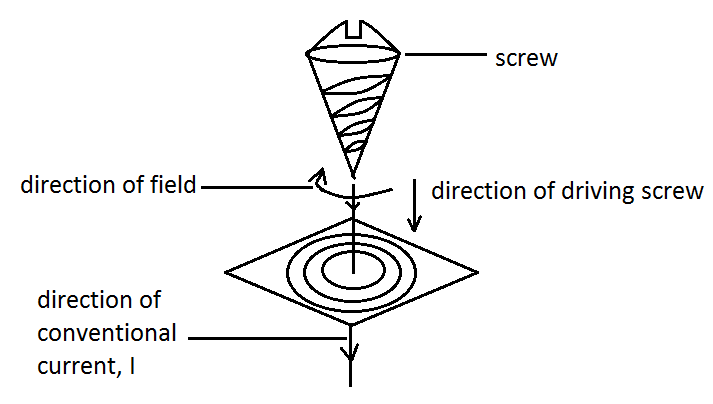 screw
direction of field
direction of driving screw
direction of
conventional
current, I